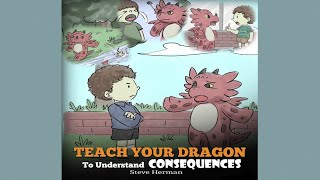 TEACH YOUR DRAGON
To Understand CONSEQUENCES
Steve Herman